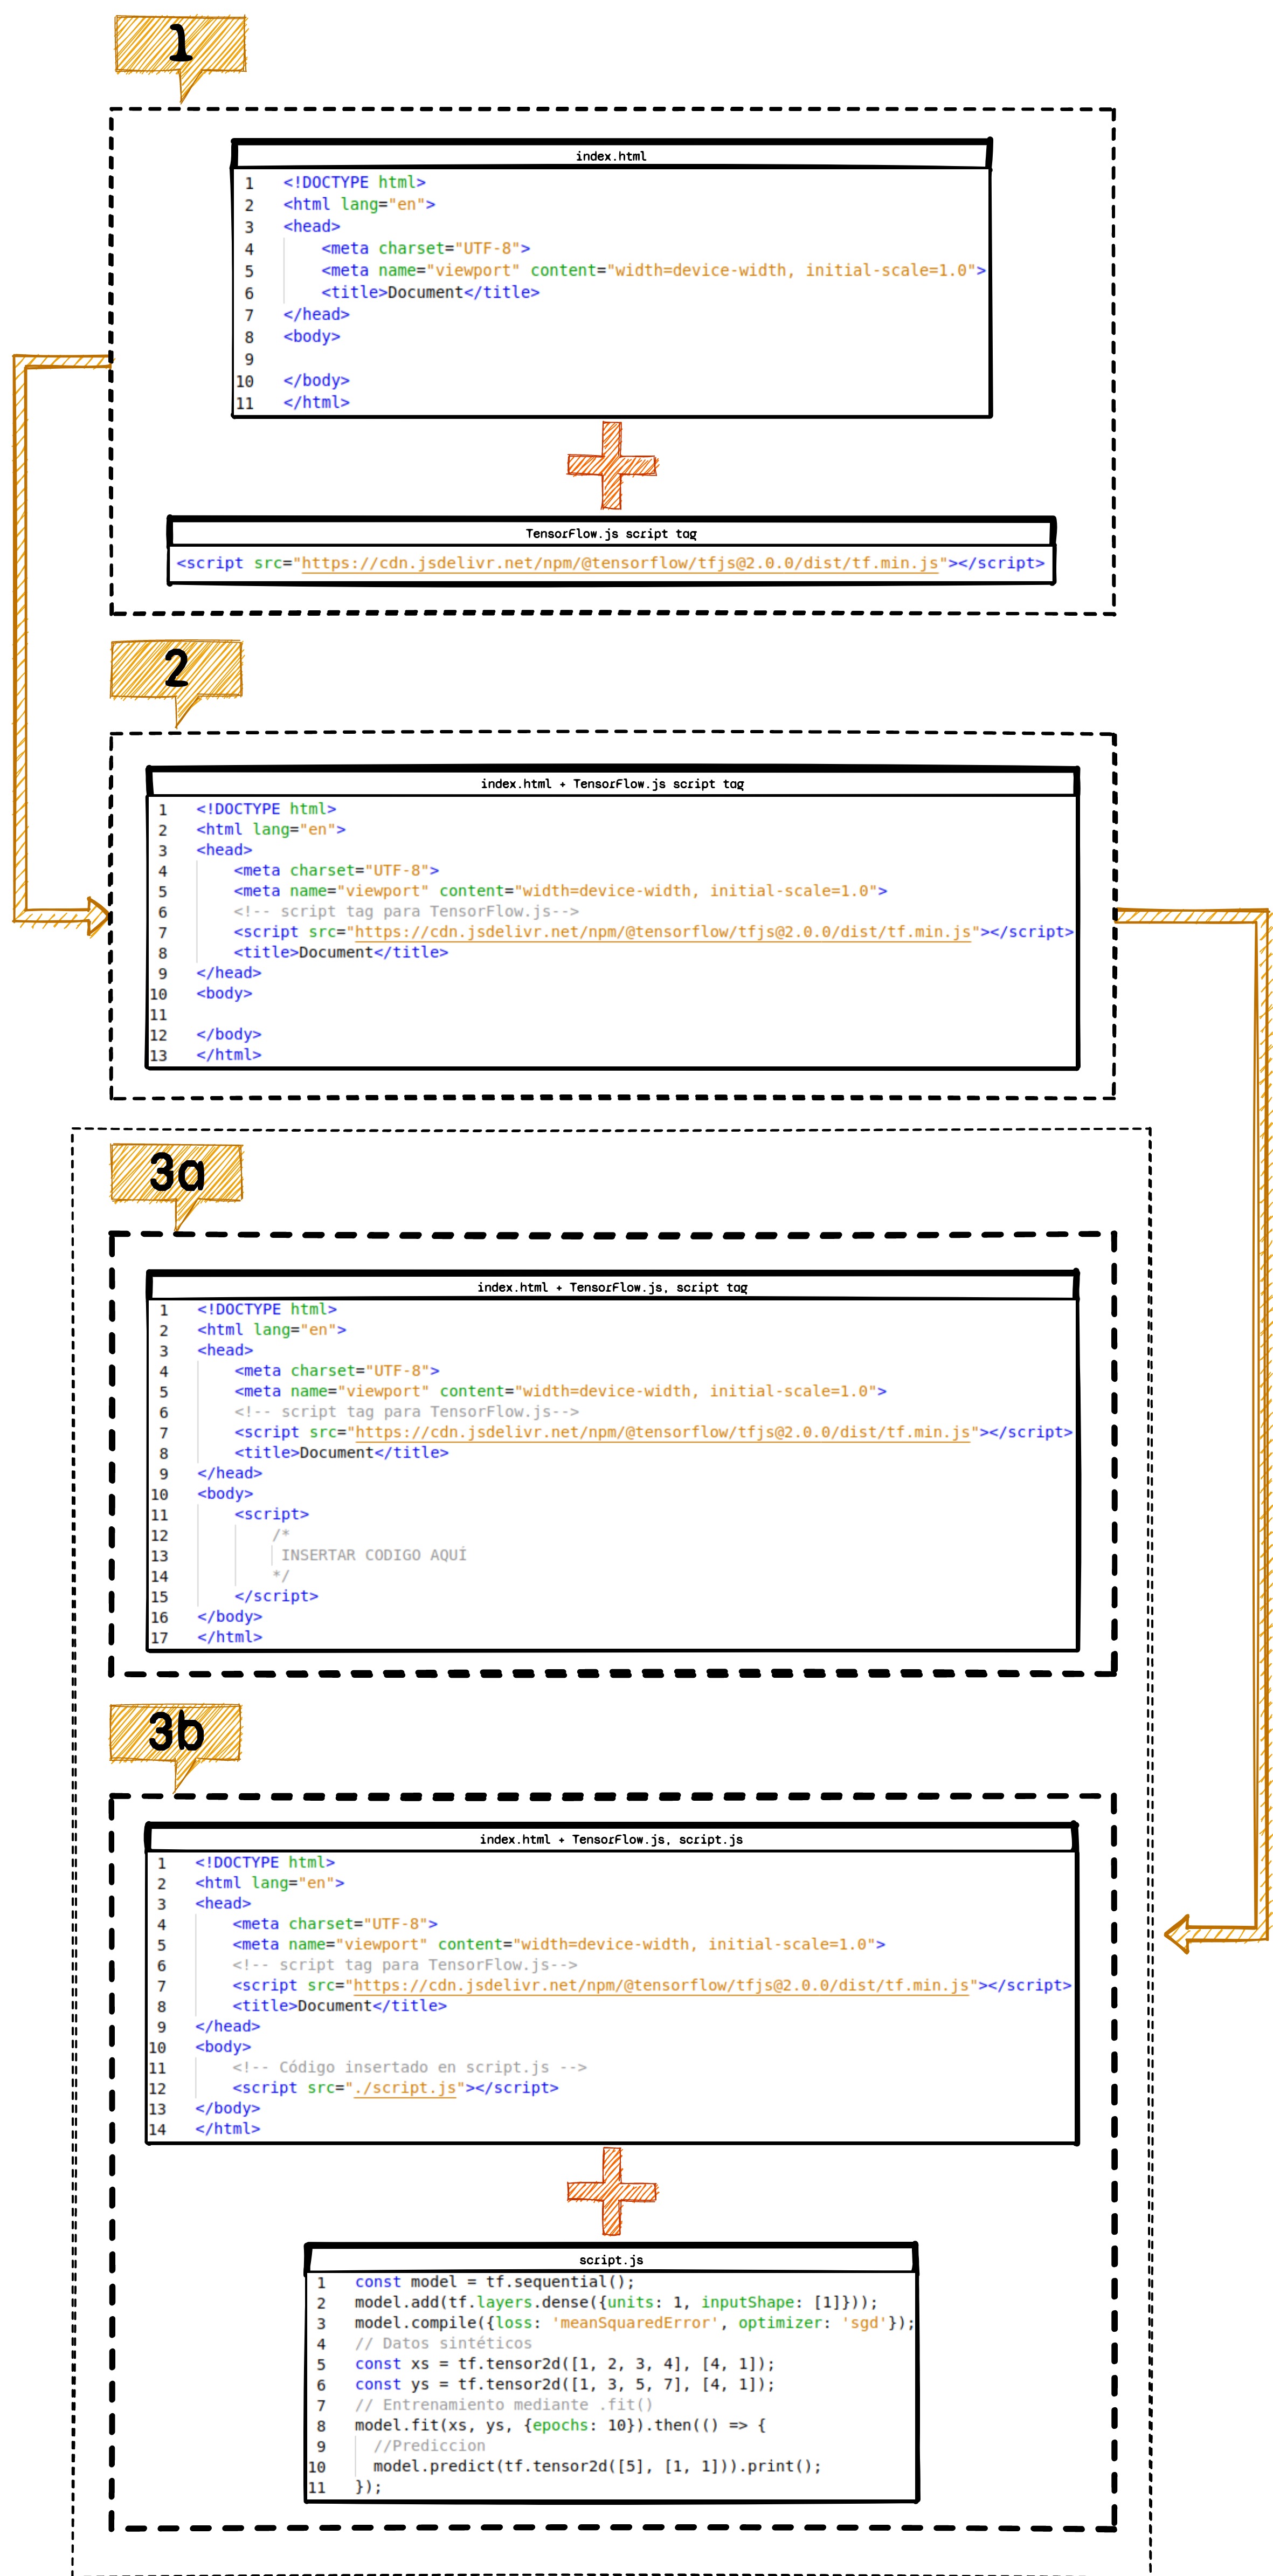 1
index.html
1 <!DOCTYPE html>
2 <html lang="en">
3 <head>
4     <meta charset="UTF-8">
5     <meta name="viewport" content="width=device-width, initial-scale=1.0">
6     <title>Document</title>
7 </head>
8 <body>
9
10 </body>
11 </html>
TensorFlow.js script tag
<script src="https://cdn.jsdelivr.net/npm/@tensorflow/tfjs@2.0.0/dist/tf.min.js"></script>
2
index.html + TensorFlow.js script tag
1 <!DOCTYPE html>
2 <html lang="en">
3 <head>
4     <meta charset="UTF-8">
5     <meta name="viewport" content="width=device-width, initial-scale=1.0">
6     <!-- script tag para TensorFlow.js-->
7     <script src="https://cdn.jsdelivr.net/npm/@tensorflow/tfjs@2.0.0/dist/tf.min.js"></script>
8     <title>Document</title>
9 </head>
10 <body>
11
12 </body>
13 </html>
3a
index.html + TensorFlow.js, script tag
1 <!DOCTYPE html>
2 <html lang="en">
3 <head>
4     <meta charset="UTF-8">
5     <meta name="viewport" content="width=device-width, initial-scale=1.0">
6     <!-- script tag para TensorFlow.js-->
7     <script src="https://cdn.jsdelivr.net/npm/@tensorflow/tfjs@2.0.0/dist/tf.min.js"></script>
8     <title>Document</title>
9 </head>
10 <body>
11     <script>
12         /*
13          INSERTAR CODIGO AQUÍ
14         */
15     </script>
16 </body>
17 </html>
3b
index.html + TensorFlow.js, script.js
1 <!DOCTYPE html>
2 <html lang="en">
3 <head>
4     <meta charset="UTF-8">
5     <meta name="viewport" content="width=device-width, initial-scale=1.0">
6     <!-- script tag para TensorFlow.js-->
7     <script src="https://cdn.jsdelivr.net/npm/@tensorflow/tfjs@2.0.0/dist/tf.min.js"></script>
8     <title>Document</title>
9 </head>
10 <body>
11     <!-- Código insertado en script.js -->
12     <script src="./script.js"></script>
13 </body>
14 </html>
script.js
1 const model = tf.sequential();
2 model.add(tf.layers.dense({units: 1, inputShape: [1]}));
3 model.compile({loss: 'meanSquaredError', optimizer: 'sgd'});
4 // Datos sintéticos
5 const xs = tf.tensor2d([1, 2, 3, 4], [4, 1]);
6 const ys = tf.tensor2d([1, 3, 5, 7], [4, 1]);
7 // Entrenamiento mediante .fit()
8 model.fit(xs, ys, {epochs: 10}).then(() => {
9   //Prediccion
10   model.predict(tf.tensor2d([5], [1, 1])).print();
11 });